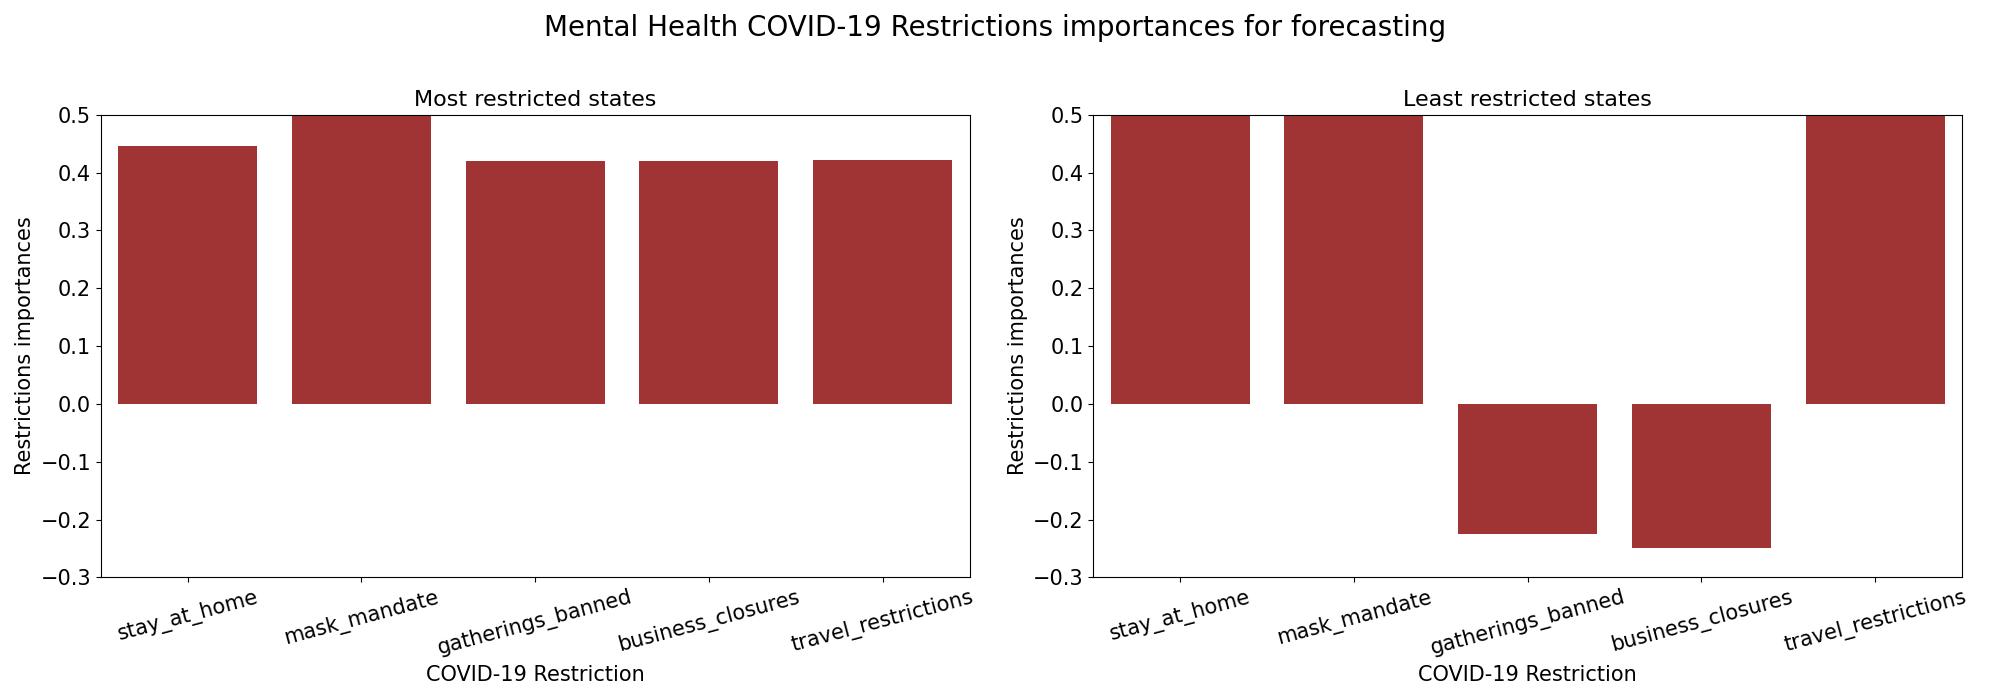 Mental Health COVID-19 Restrictions importances for forecasting
Most restricted states
0.5
0.4
0.3
0.2
0.1
0.0
−0.1
−0.2
−0.3
Restrictions importances
stay_at_home
mask_mandate
gatherings_banned
business_closures
travel_restrictions
COVID-19 Restriction
Least restricted states
0.5
0.4
0.3
0.2
0.1
0.0
−0.1
−0.2
−0.3
Restrictions importances
stay_at_home
mask_mandate
gatherings_banned
business_closures
travel_restrictions
COVID-19 Restriction